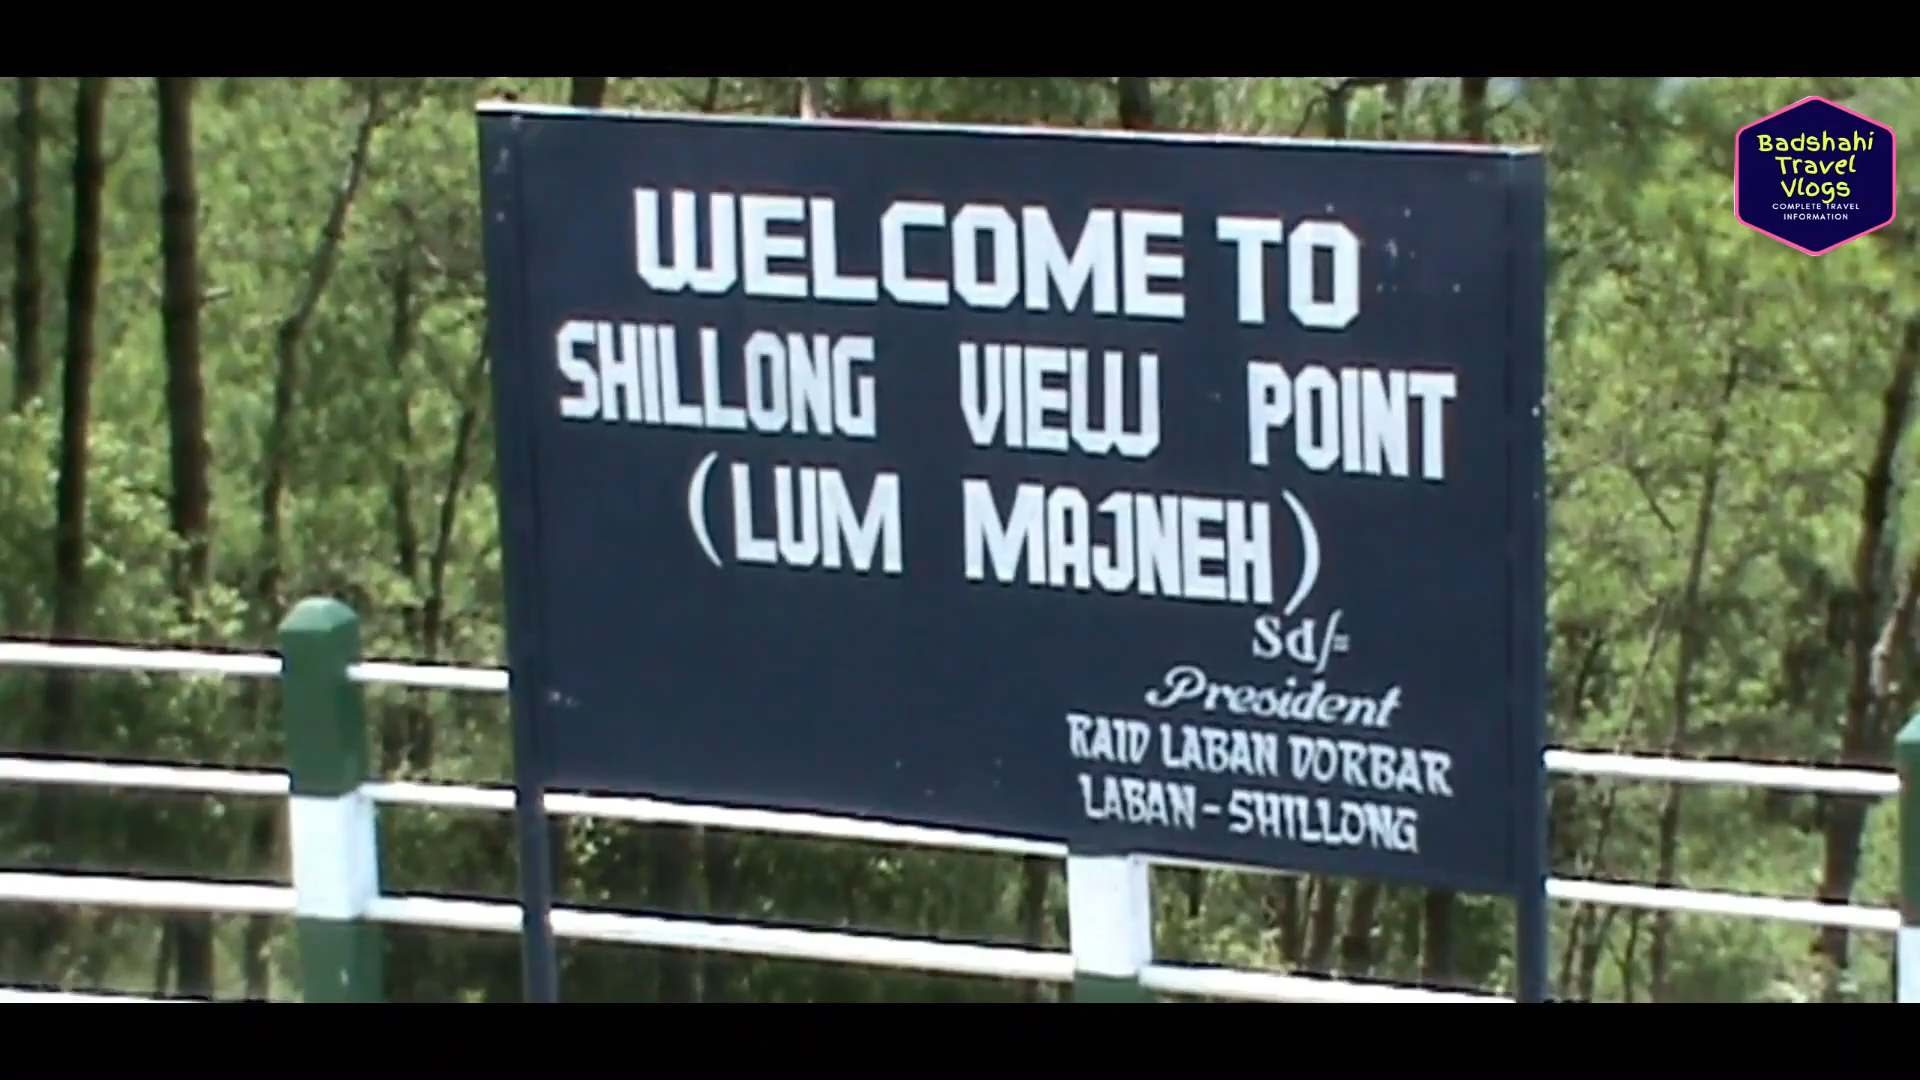 WELCOME TO
SHILLONG VIEW POINT
(LUM MAJNEH)
Sd/=
President
RAID LABAN DORBAR
LABAN - SHILLONG
Badshahi
Travel
Vlogs
COMPLETE TRAVEL
INFORMATION